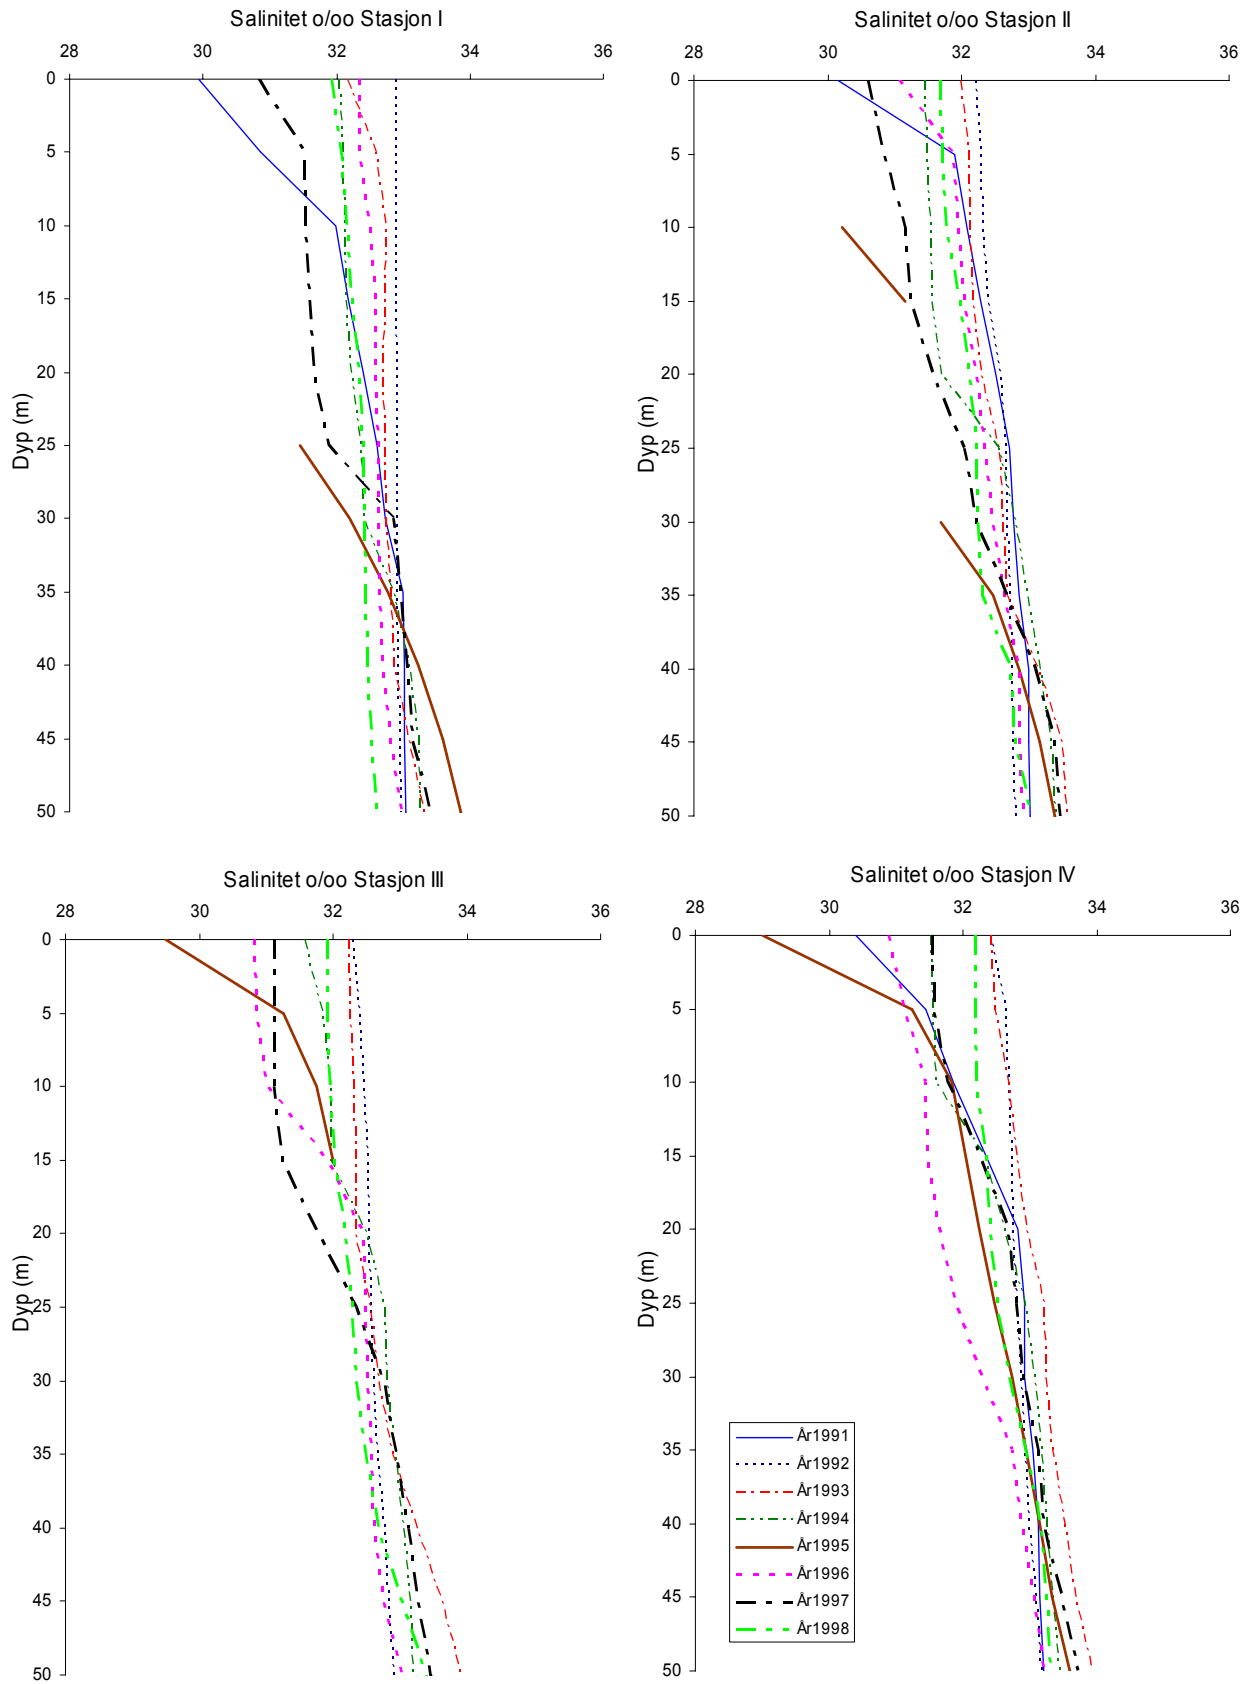 Salinitet o/oo Stasjon I
28 30 32 34 36
0
5
10
15
20
25
30
35
40
45
50
Dyp (m)
Salinitet o/oo Stasjon II
28 30 32 34 36
0
5
10
15
20
25
30
35
40
45
50
Dyp (m)
Salinitet o/oo Stasjon III
28 30 32 34 36
0
5
10
15
20
25
30
35
40
45
50
Dyp (m)
Salinitet o/oo Stasjon IV
28 30 32 34 36
0
5
10
15
20
25
30
35
40
45
50
Dyp (m)
År1991
År1992
År1993
År1994
År1995
År1996
År1997
År1998